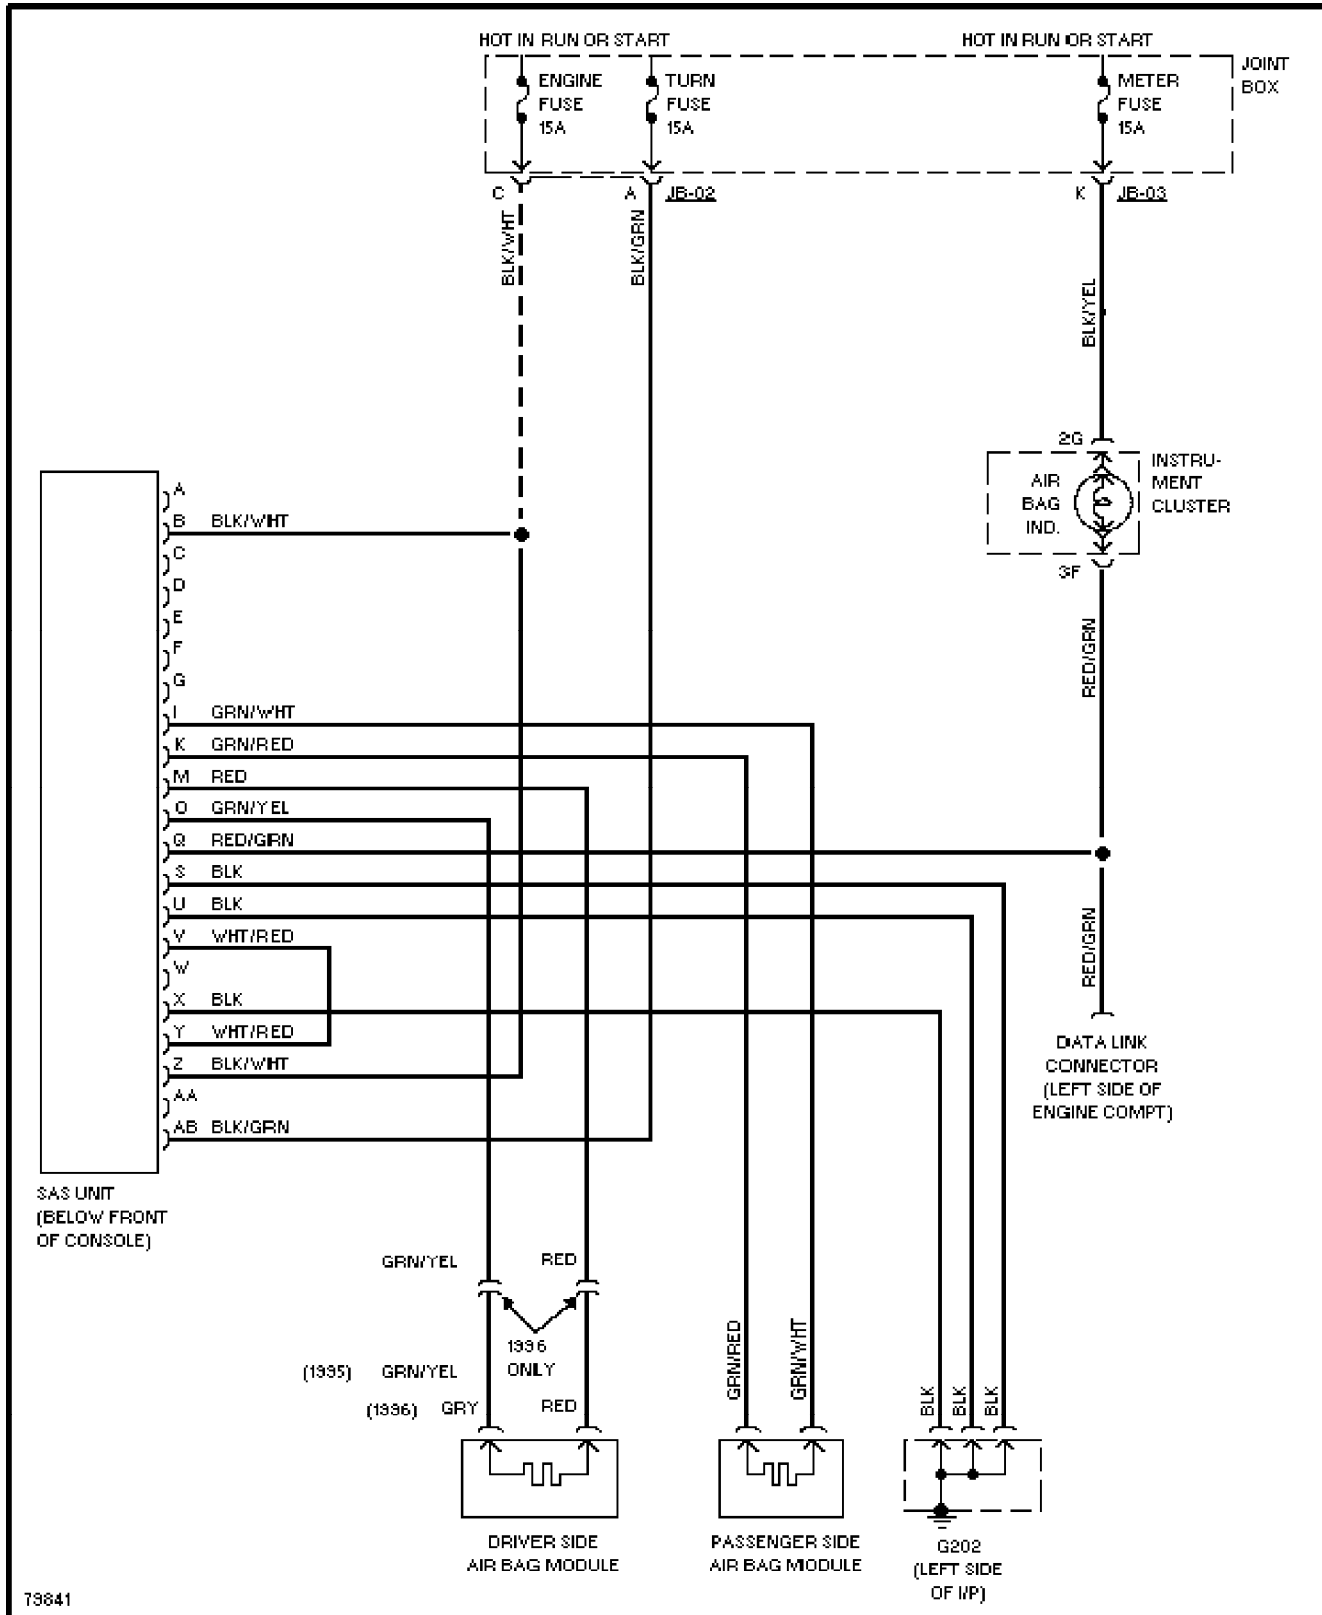 HOT IN RUN OR START
HOT IN RUN OR START
JOINT
BOX
ENGINE
FUSE
15A
TURN
FUSE
15A
METER
FUSE
15A
C
A
JB-02
K
JB-03
BLK/WHT
BLK/GRN
BLK/YEL
2G
AIR
BAG
IND.
INSTRU-
MENT
CLUSTER
3F
RED/GRN
A
B BLK/WHT
C
D
E
F
G
I GRN/WHT
K GRN/RED
M RED
O GRN/YEL
Q RED/GRN
S BLK
U BLK
V WHT/RED
W
X BLK
Y WHT/RED
Z BLK/WHT
AA
AB BLK/GRN
RED/GRN
DATA LINK
CONNECTOR
(LEFT SIDE OF
ENGINE COMPT)
SAS UNIT
(BELOW FRONT
OF CONSOLE)
GRN/YEL
RED
1996
ONLY
(1995) GRN/YEL
(1996) GRY
RED
GRN/RED
GRN/WHT
BLK
BLK
BLK
DRIVER SIDE
AIR BAG MODULE
PASSENGER SIDE
AIR BAG MODULE
G202
(LEFT SIDE
OF I/P)
79841